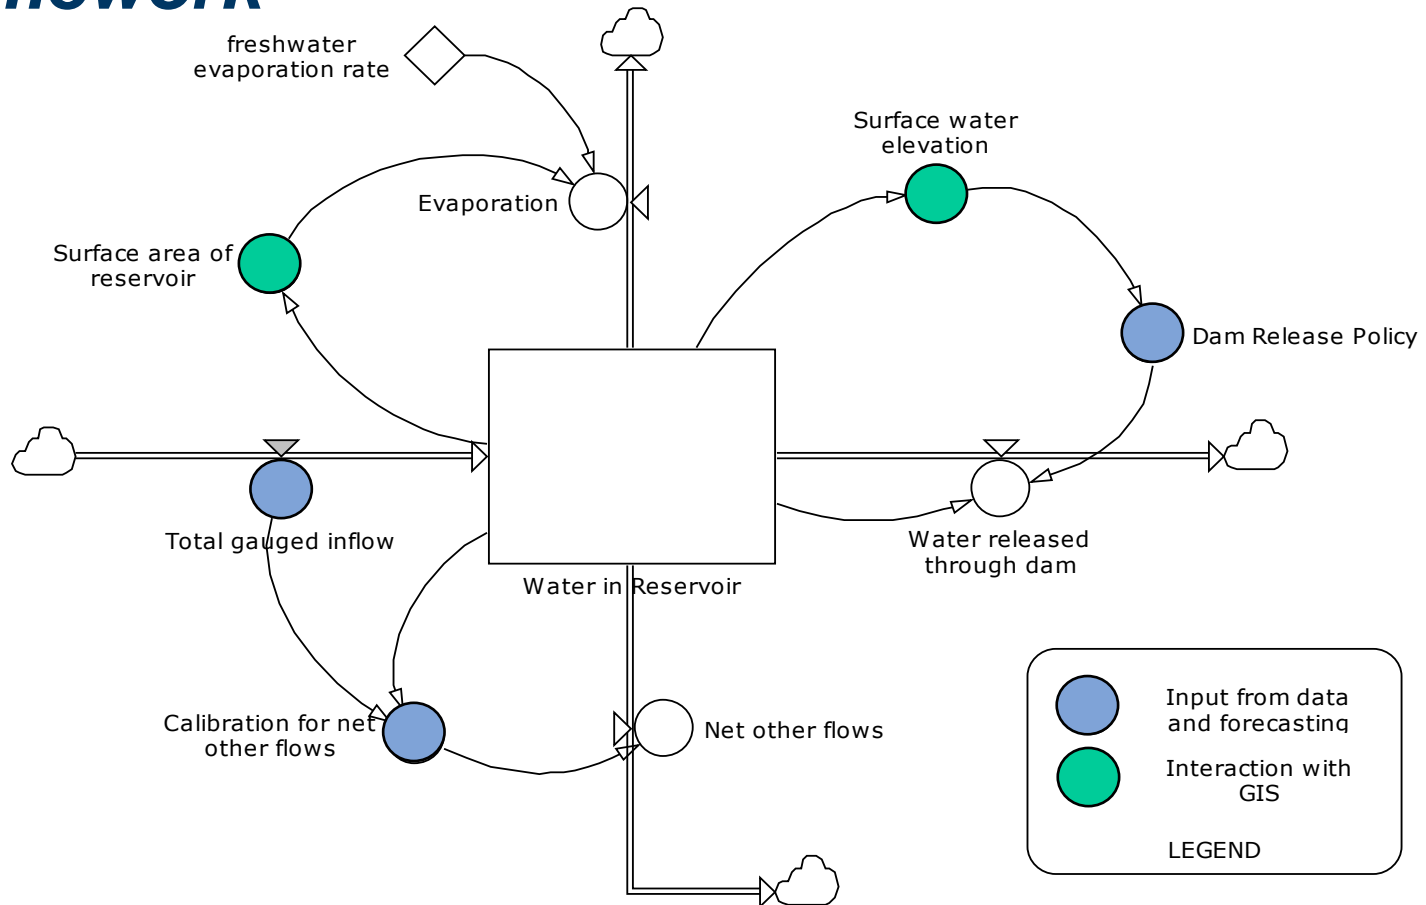 freshwater
evaporation rate
Surface water
elevation
Evaporation
Surface area of
reservoir
Dam Release Policy
Total gauged inflow
Water released
through dam
Water in Reservoir
Calibration for net
other flows
Net other flows
Input from data
and forecasting
Interaction with
GIS
LEGEND